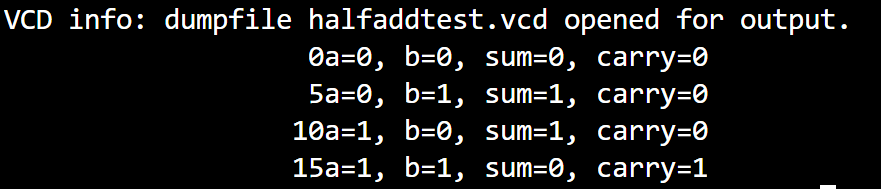 VCD info: dumpfile halfaddtest.vcd opened for output.
0a=0, b=0, sum=0, carry=0
5a=0, b=1, sum=1, carry=0
10a=1, b=0, sum=1, carry=0
15a=1, b=1, sum=0, carry=1